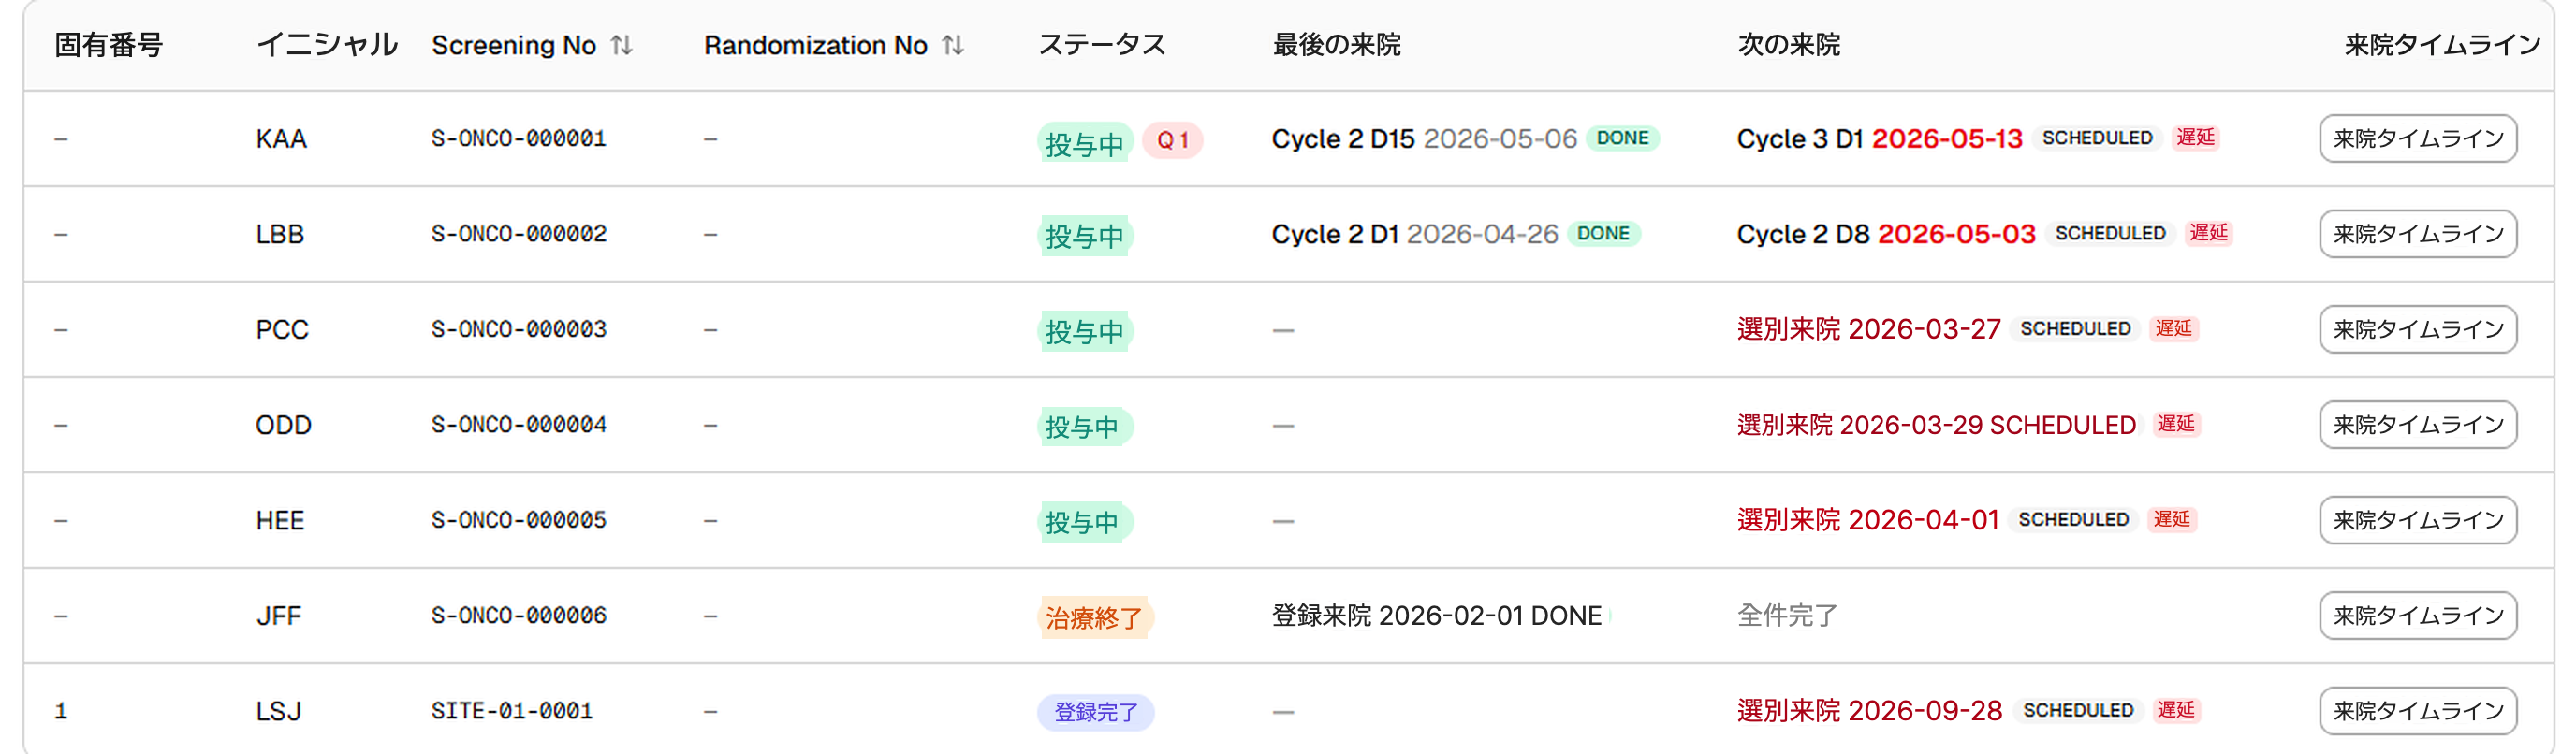 固有番号 イニシャル Screening No ↑↓ Randomization No ↑↓ ステータス 最後の来院 次の来院 来院タイムライン
– KAA S-ONCO-000001 – 投与中 Q 1 Cycle 2 D15 2026-05-06 DONE Cycle 3 D1 2026-05-13 SCHEDULED 遅延 来院タイムライン
– LBB S-ONCO-000002 – 投与中 Cycle 2 D1 2026-04-26 DONE Cycle 2 D8 2026-05-03 SCHEDULED 遅延 来院タイムライン
– PCC S-ONCO-000003 – 投与中 — 選別来院 2026-03-27 SCHEDULED 遅延 来院タイムライン
– ODD S-ONCO-000004 – 投与中 — 選別来院 2026-03-29 SCHEDULED 遅延 来院タイムライン
– HEE S-ONCO-000005 – 投与中 — 選別来院 2026-04-01 SCHEDULED 遅延 来院タイムライン
– JFF S-ONCO-000006 – 治療終了 登録来院 2026-02-01 DONE 全件完了 来院タイムライン
1 LSJ SITE-01-0001 – 登録完了 — 選別来院 2026-09-28 SCHEDULED 遅延 来院タイムライン